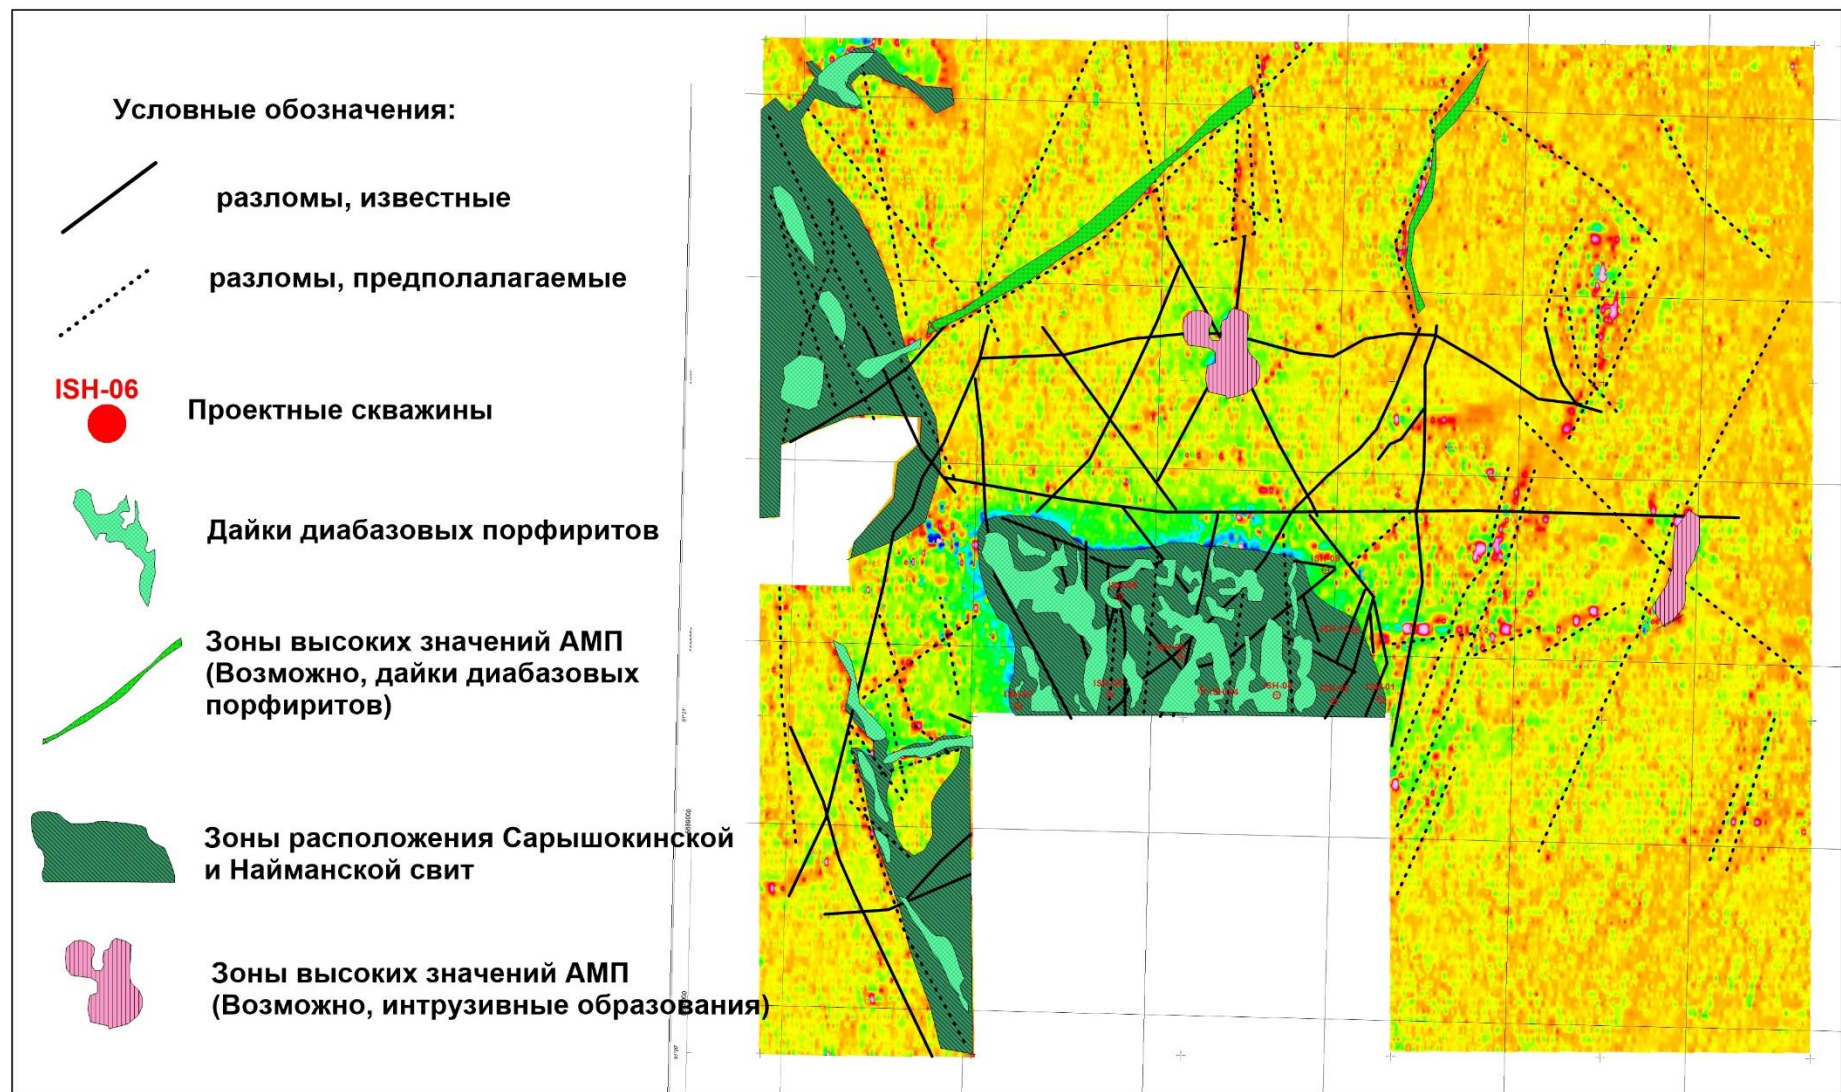 Условные обозначения:
разломы, известные
разломы, предполалагаемые
ISH-06
Проектные скважины
Дайки диабазовых порфиритов
Зоны высоких значений АМП
(Возможно, дайки диабазовых
порфиритов)
Зоны расположения Сарышокинской
и Найманской свит
Зоны высоких значений АМП
(Возможно, интрузивные образования)